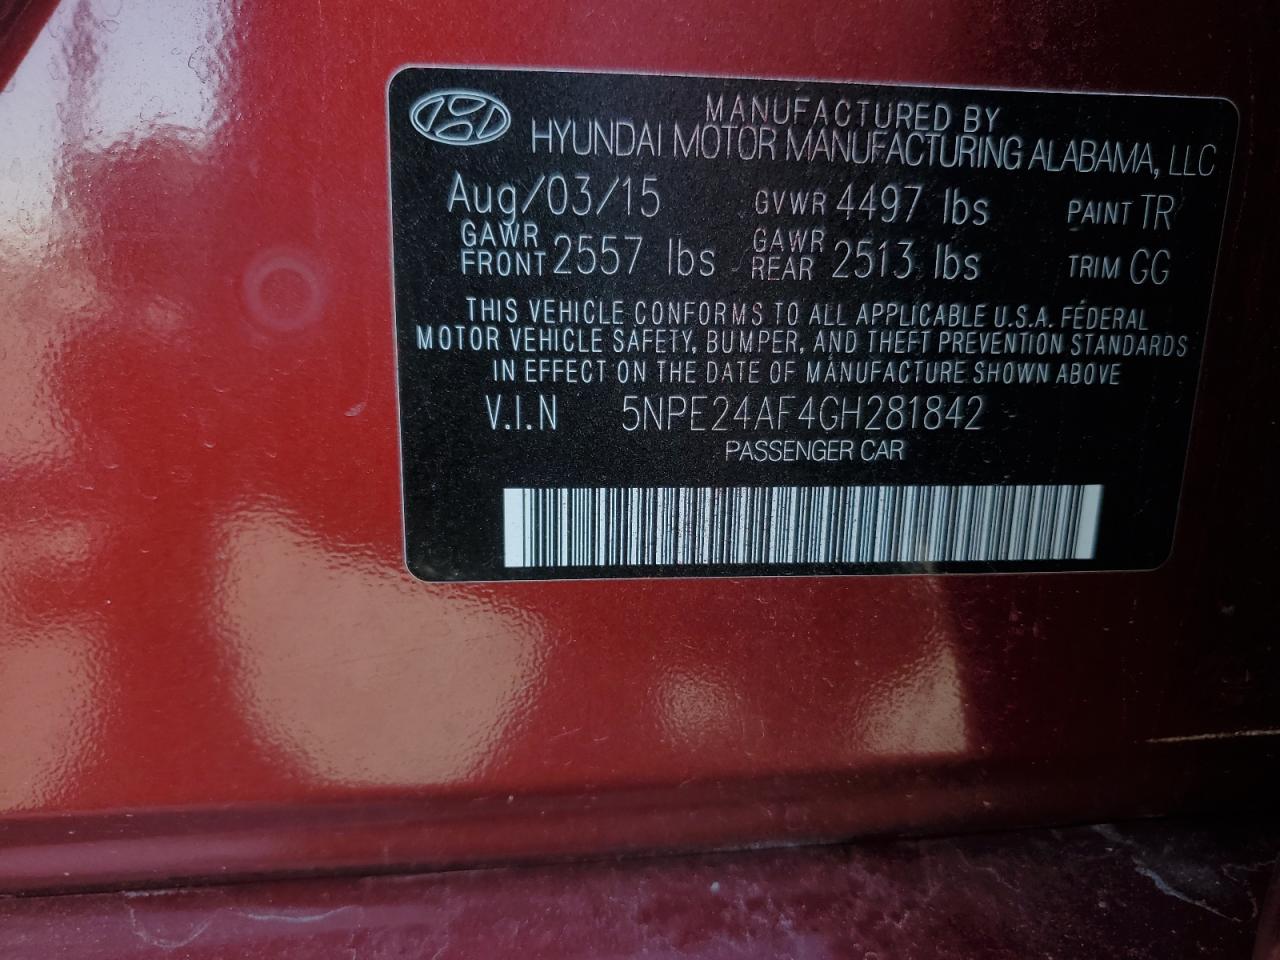 MANUFACTURED BY
HYUNDAI MOTOR MANUFACTURING ALABAMA, LLC
Aug/03/15 GVWR 4497 lbs PAINT TR
GAWR FRONT 2557 lbs GAWR REAR 2513 lbs TRIM GG
THIS VEHICLE CONFORMS TO ALL APPLICABLE U.S.A. FEDERAL
MOTOR VEHICLE SAFETY, BUMPER, AND THEFT PREVENTION STANDARDS
IN EFFECT ON THE DATE OF MANUFACTURE SHOWN ABOVE
V.I.N 5NPE24AF4GH281842
PASSENGER CAR